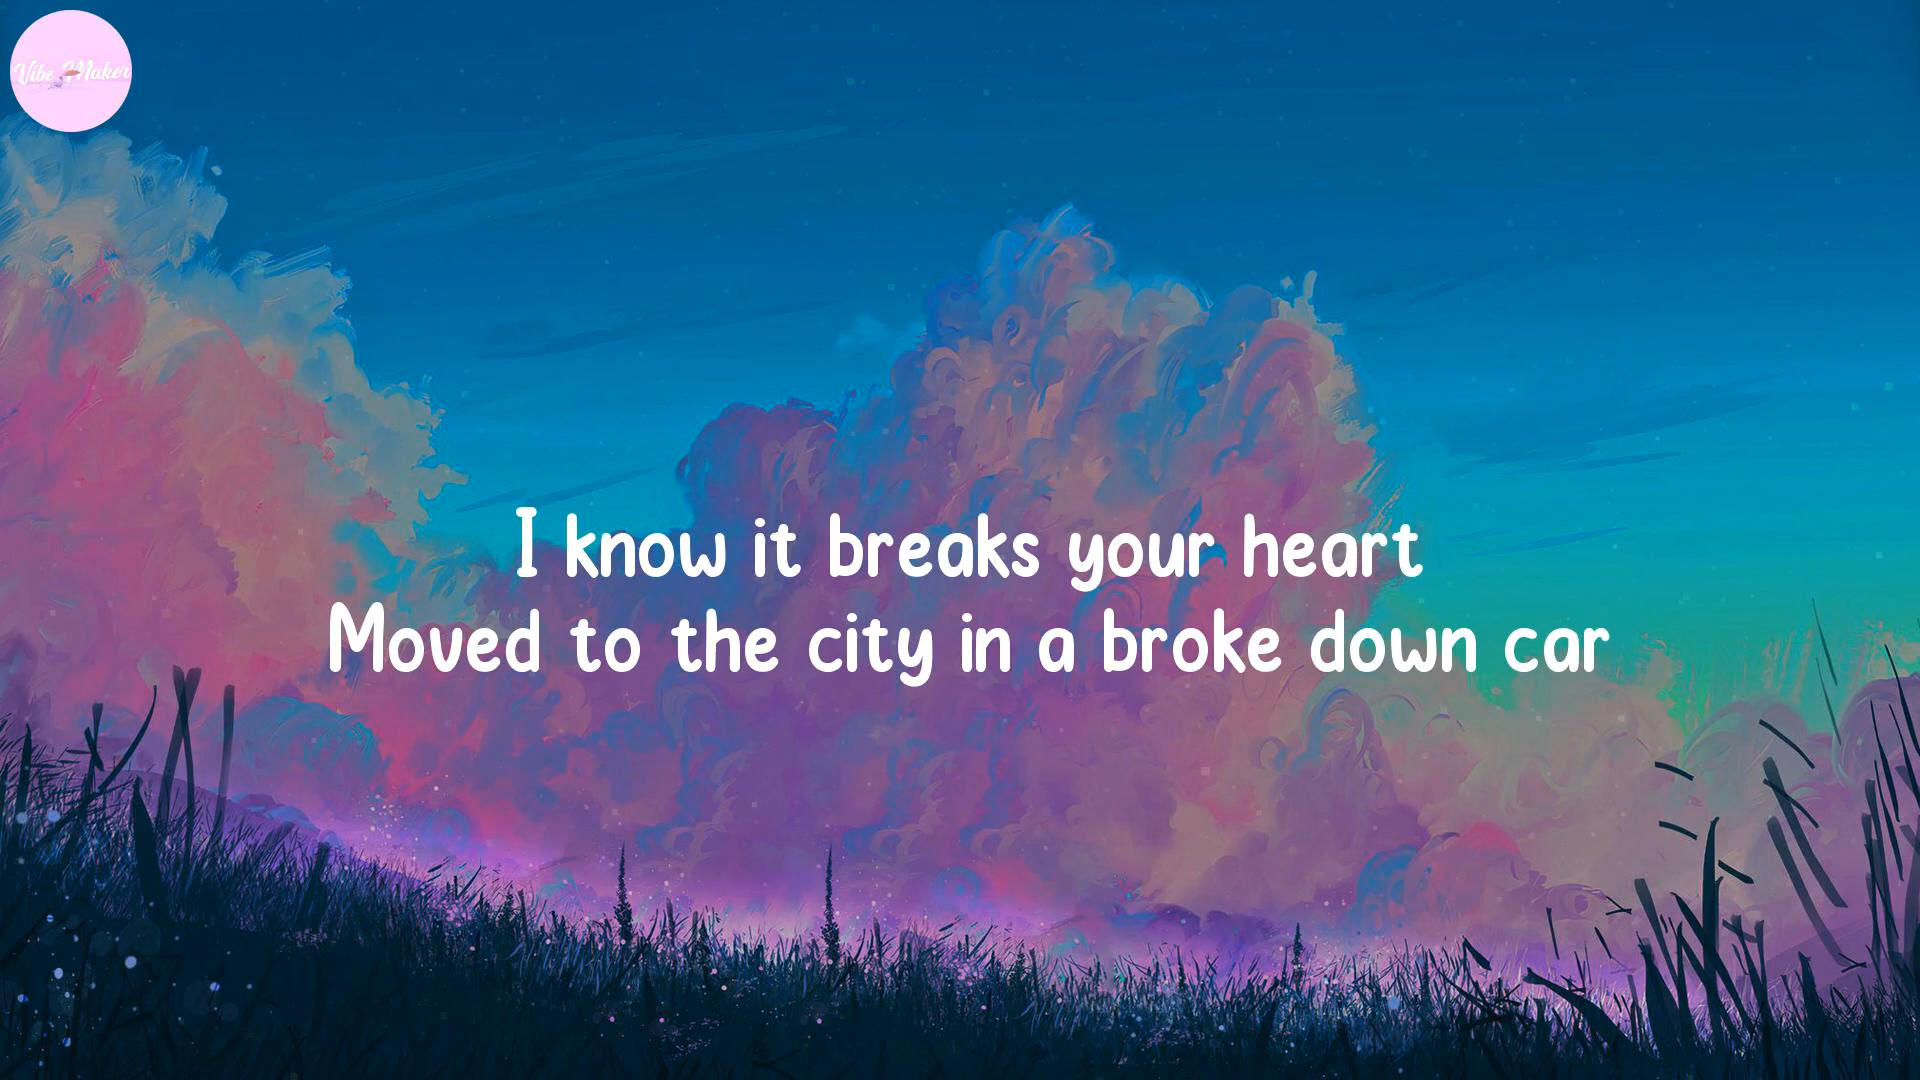 Vibe Maker
I know it breaks your heart
Moved to the city in a broke down car